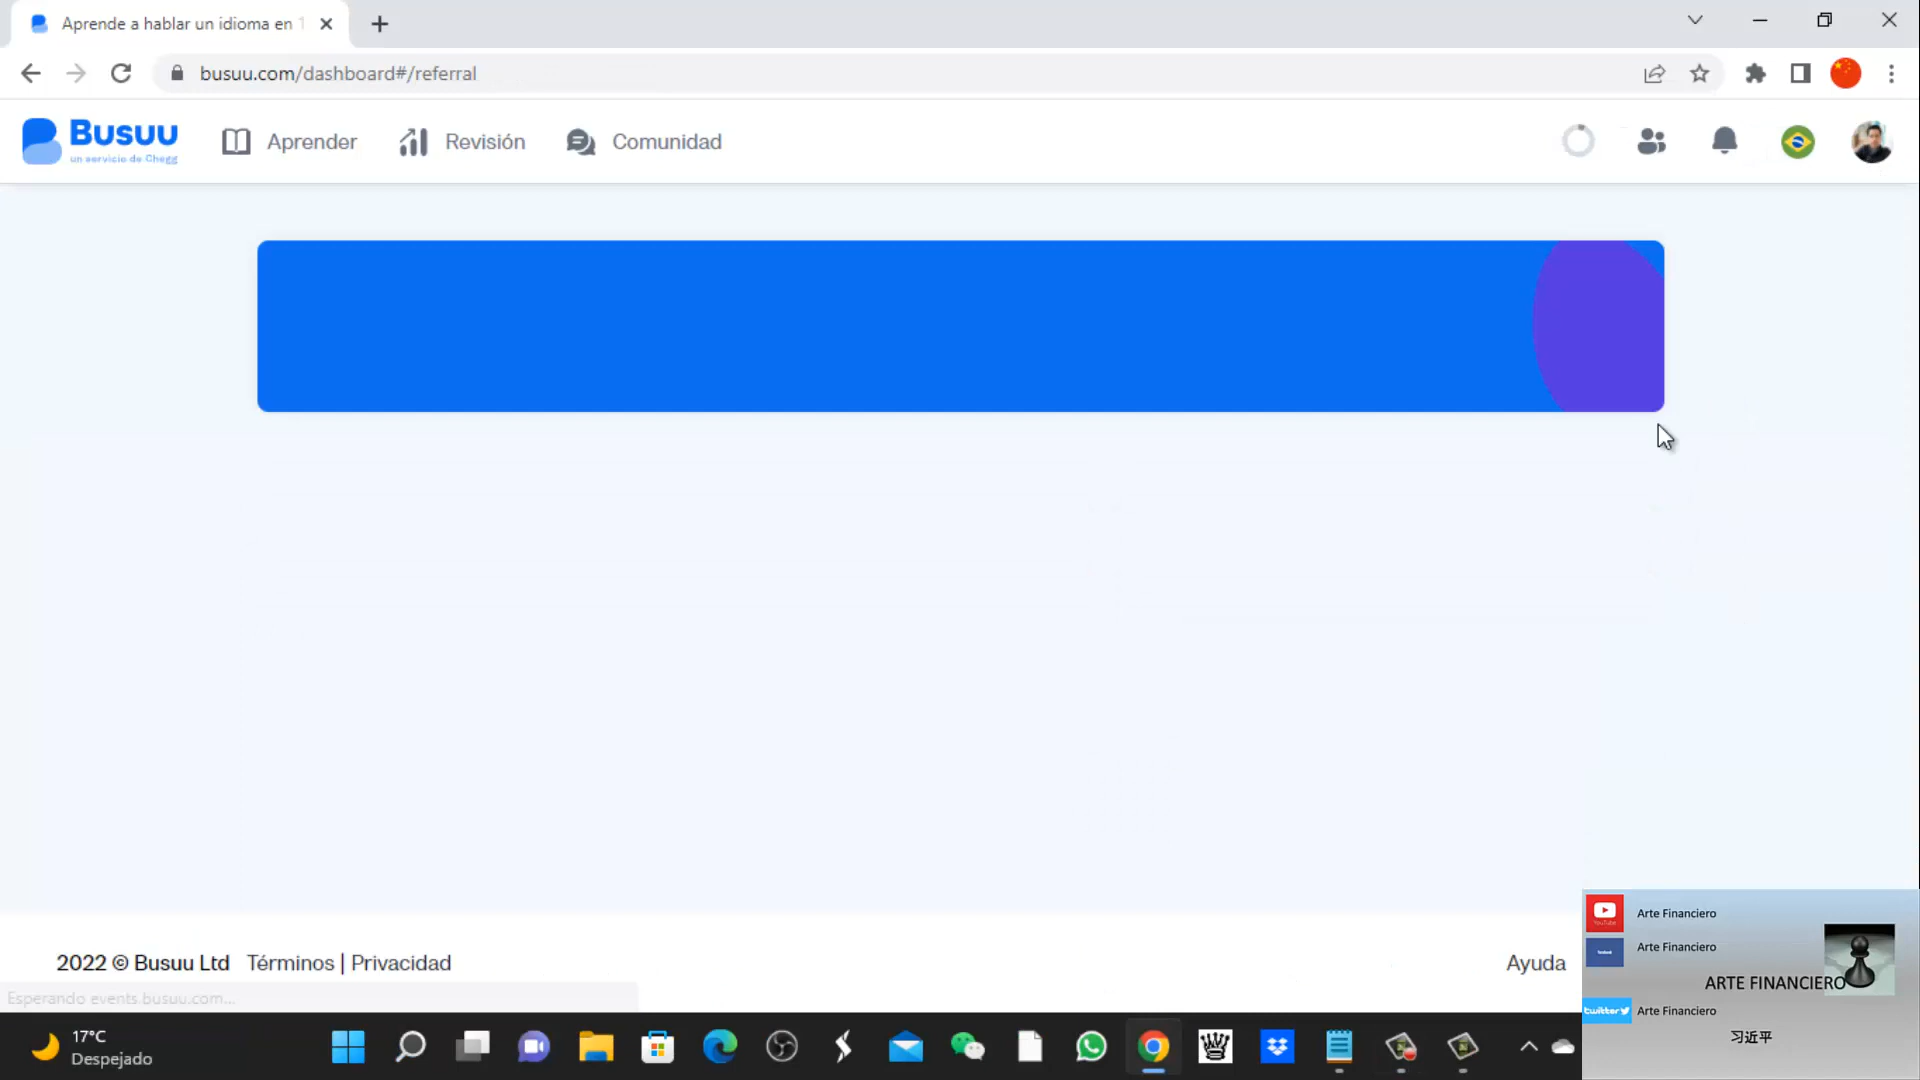 Aprende a hablar un idioma en 1
busuu.com/dashboard#/referral
Busuu
un servicio de Chegg
Aprender
Revisión
Comunidad
2022 © Busuu Ltd Términos | Privacidad
Ayuda
Esperando events.busuu.com...
17°C
Despejado
YouTube
Arte Financiero
Arte Financiero
ARTE FINANCIERO
twitter
Arte Financiero
习近平